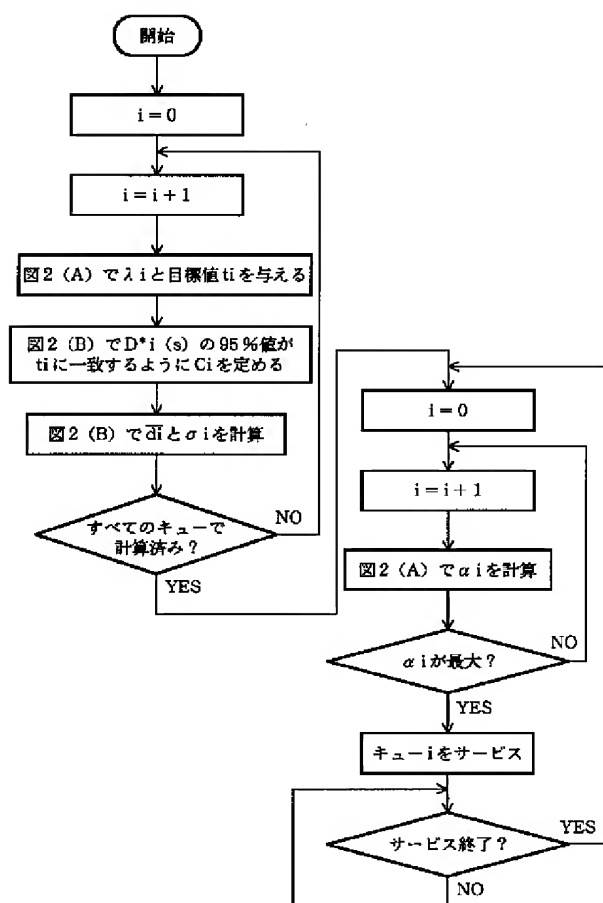 開始
i=0
i=i+1
図2(A)でλiと目標値tiを与える
図2(B)でD*i(s)の95%値が
tiに一致するようにCiを定める
図2(B)でd̅i̅とσiを計算
すべてのキューで
計算済み?
NO
YES
i=0
i=i+1
図2(A)でαiを計算
αiが最大?
NO
YES
キューiをサービス
サービス終了?
YES
NO